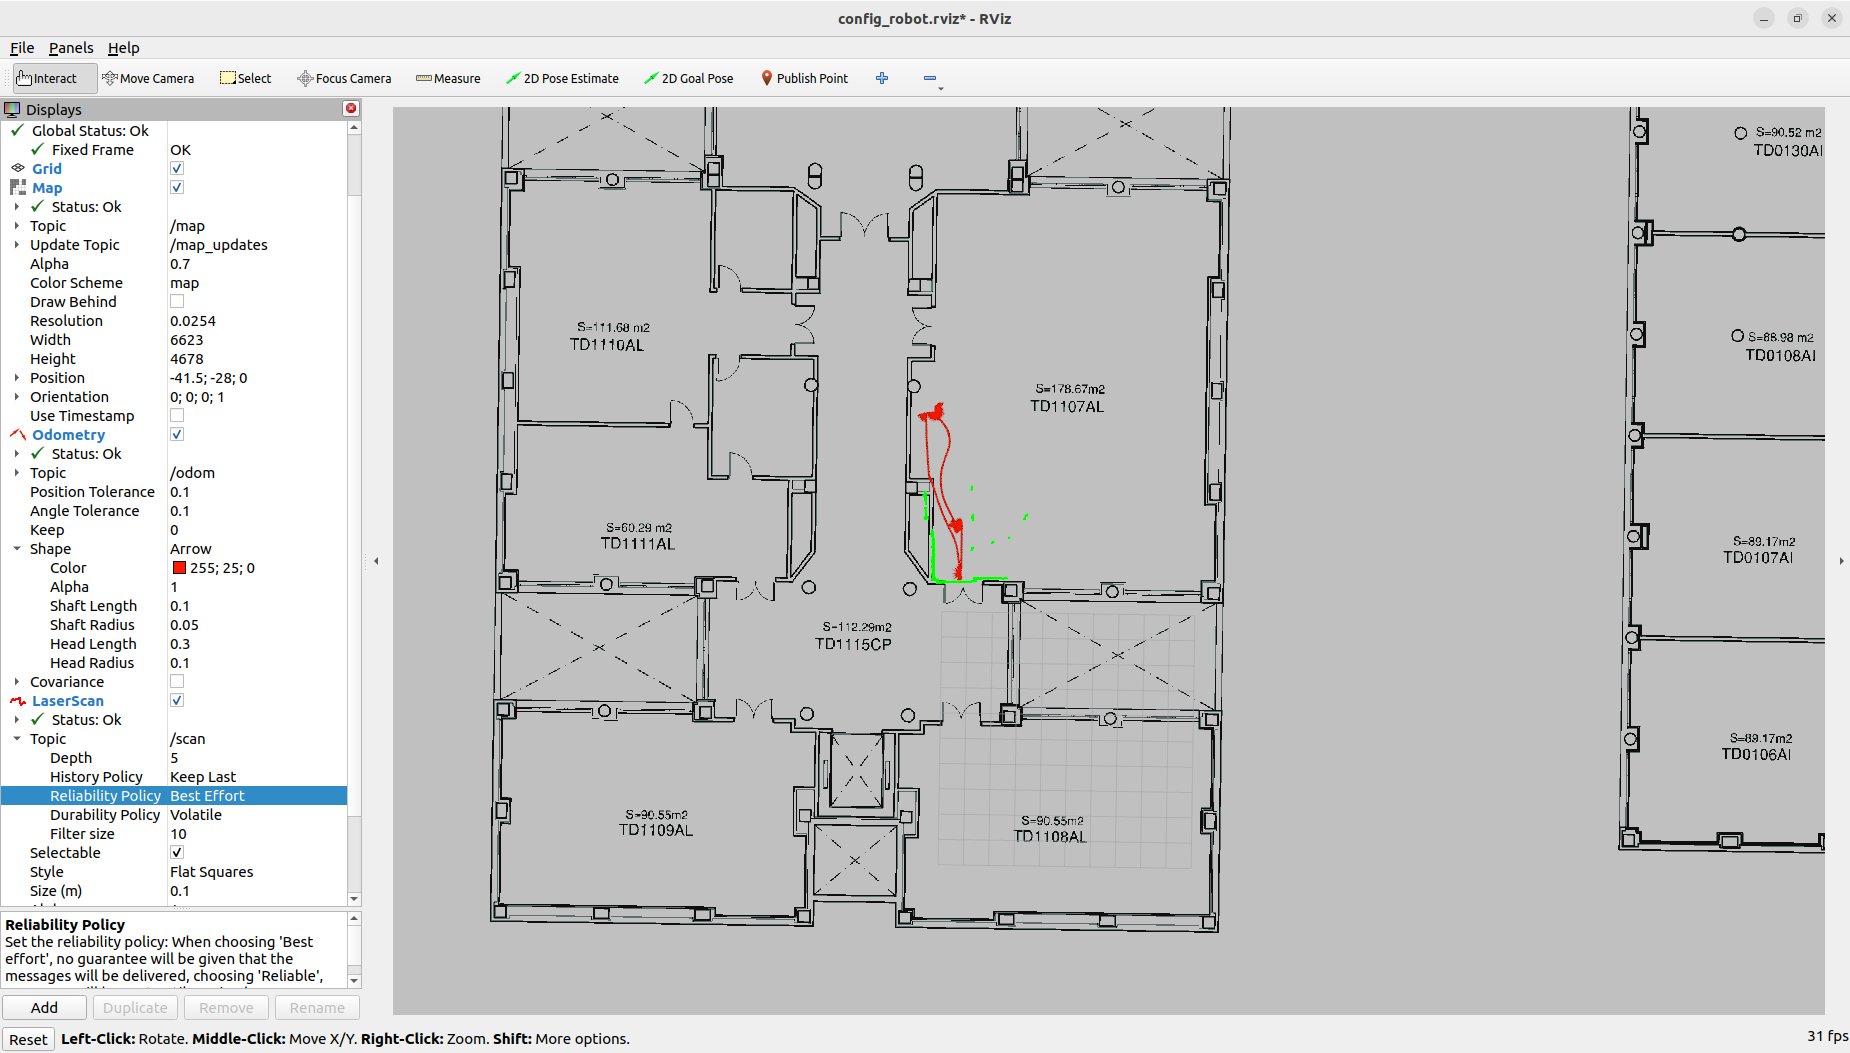 config_robot.rviz* - RViz
File Panels Help
Interact Move Camera Select Focus Camera Measure 2D Pose Estimate 2D Goal Pose Publish Point
Displays
Global Status: Ok
Fixed Frame OK
Grid
Map
Status: Ok
Topic /map
Update Topic /map_updates
Alpha 0.7
Color Scheme map
Draw Behind
Resolution 0.0254
Width 6623
Height 4678
Position -41.5; -28; 0
Orientation 0; 0; 0; 1
Use Timestamp
Odometry
Status: Ok
Topic /odom
Position Tolerance 0.1
Angle Tolerance 0.1
Keep 0
Shape Arrow
Color 255; 25; 0
Alpha 1
Shaft Length 0.1
Shaft Radius 0.05
Head Length 0.3
Head Radius 0.1
Covariance
LaserScan
Status: Ok
Topic /scan
Depth 5
History Policy Keep Last
Reliability Policy Best Effort
Durability Policy Volatile
Filter size 10
Selectable
Style Flat Squares
Size (m) 0.1
Reliability Policy
Set the reliability policy: When choosing 'Best
effort', no guarantee will be given that the
messages will be delivered, choosing 'Reliable',
Add Duplicate Remove Rename
Reset Left-Click: Rotate. Middle-Click: Move X/Y. Right-Click: Zoom. Shift: More options.
31 fps
S=111.68 m2
TD1110AL
S=178.67m2
TD1107AL
S=60.29 m2
TD1111AL
S=112.29m2
TD1115CP
S=90.55m2
TD1109AL
S=90.55m2
TD1108AL
S=90.52 m2
TD0130AI
S=88.98 m2
TD0108AI
S=89.17m2
TD0107AI
S=89.17m2
TD0106AI